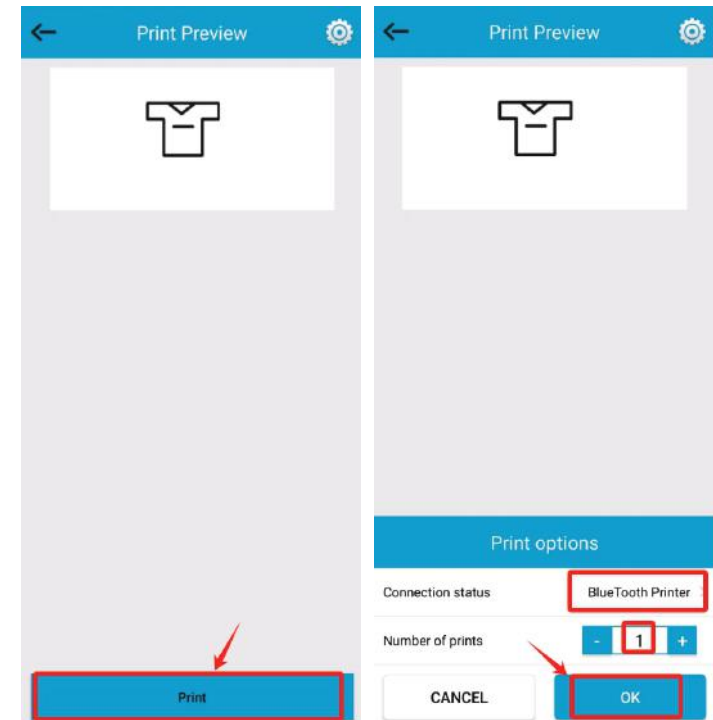 Print Preview
Print
Print Preview
Print options
Connection status BlueTooth Printer
Number of prints - 1 +
CANCEL OK